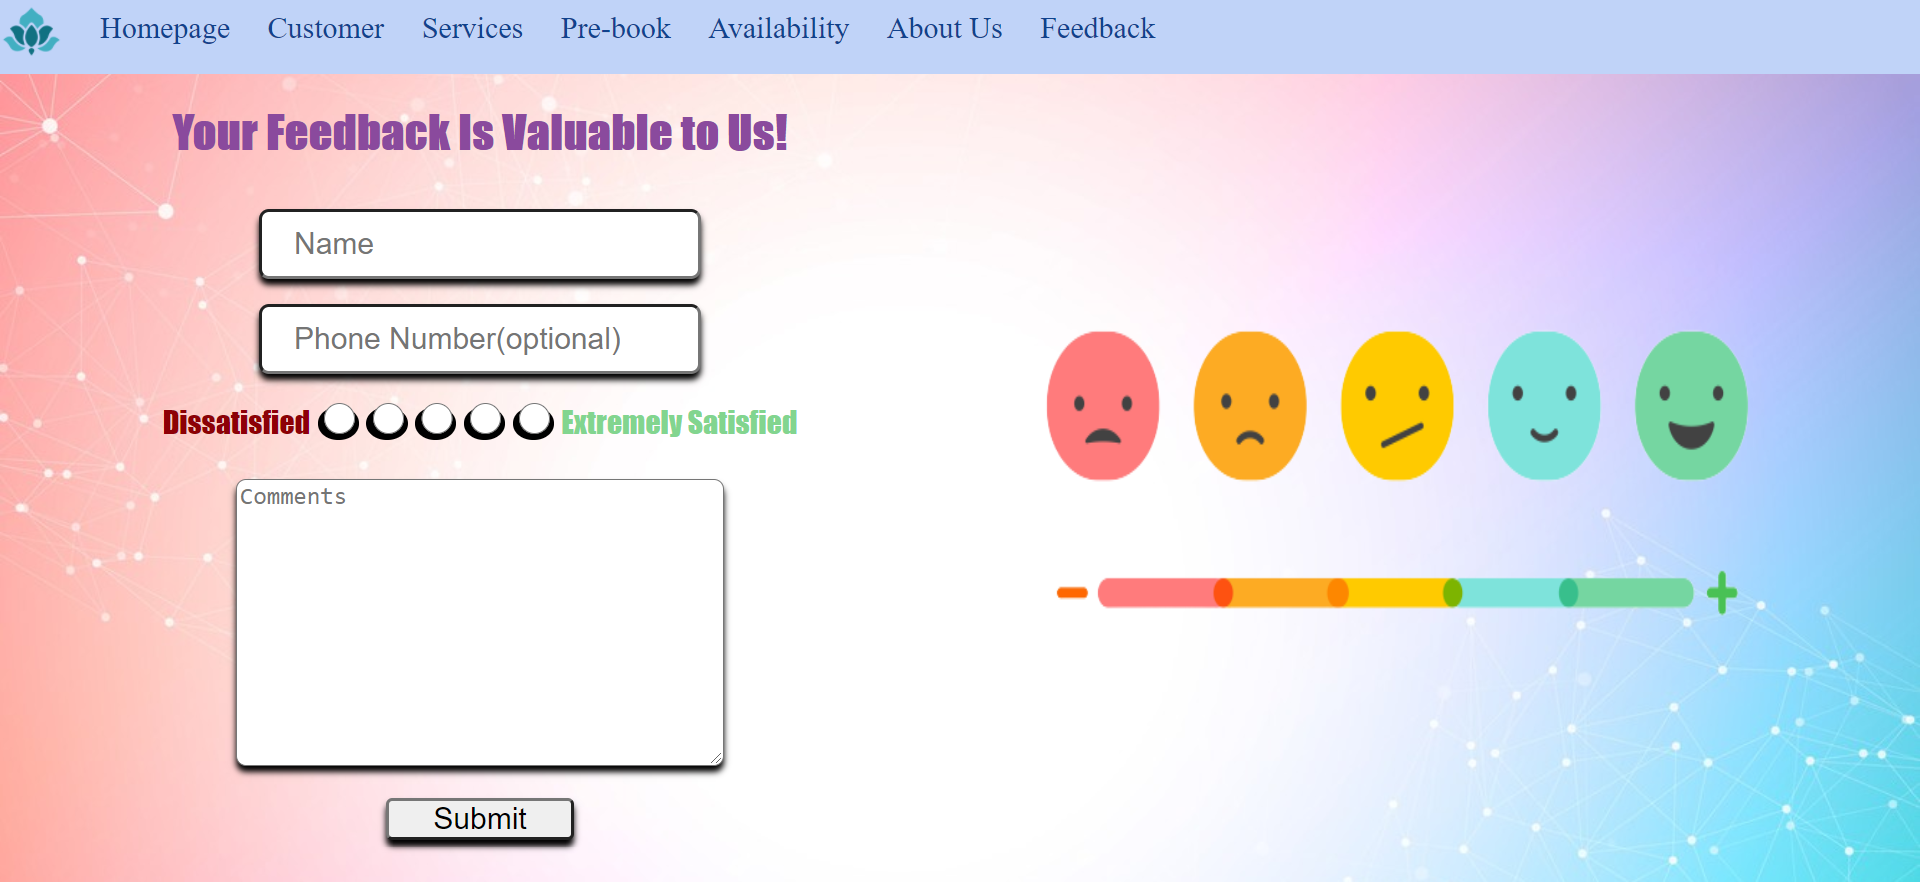 Homepage Customer Services Pre-book Availability About Us Feedback
Your Feedback Is Valuable to Us!
Name
Phone Number(optional)
Dissatisfied Extremely Satisfied
Comments
Submit